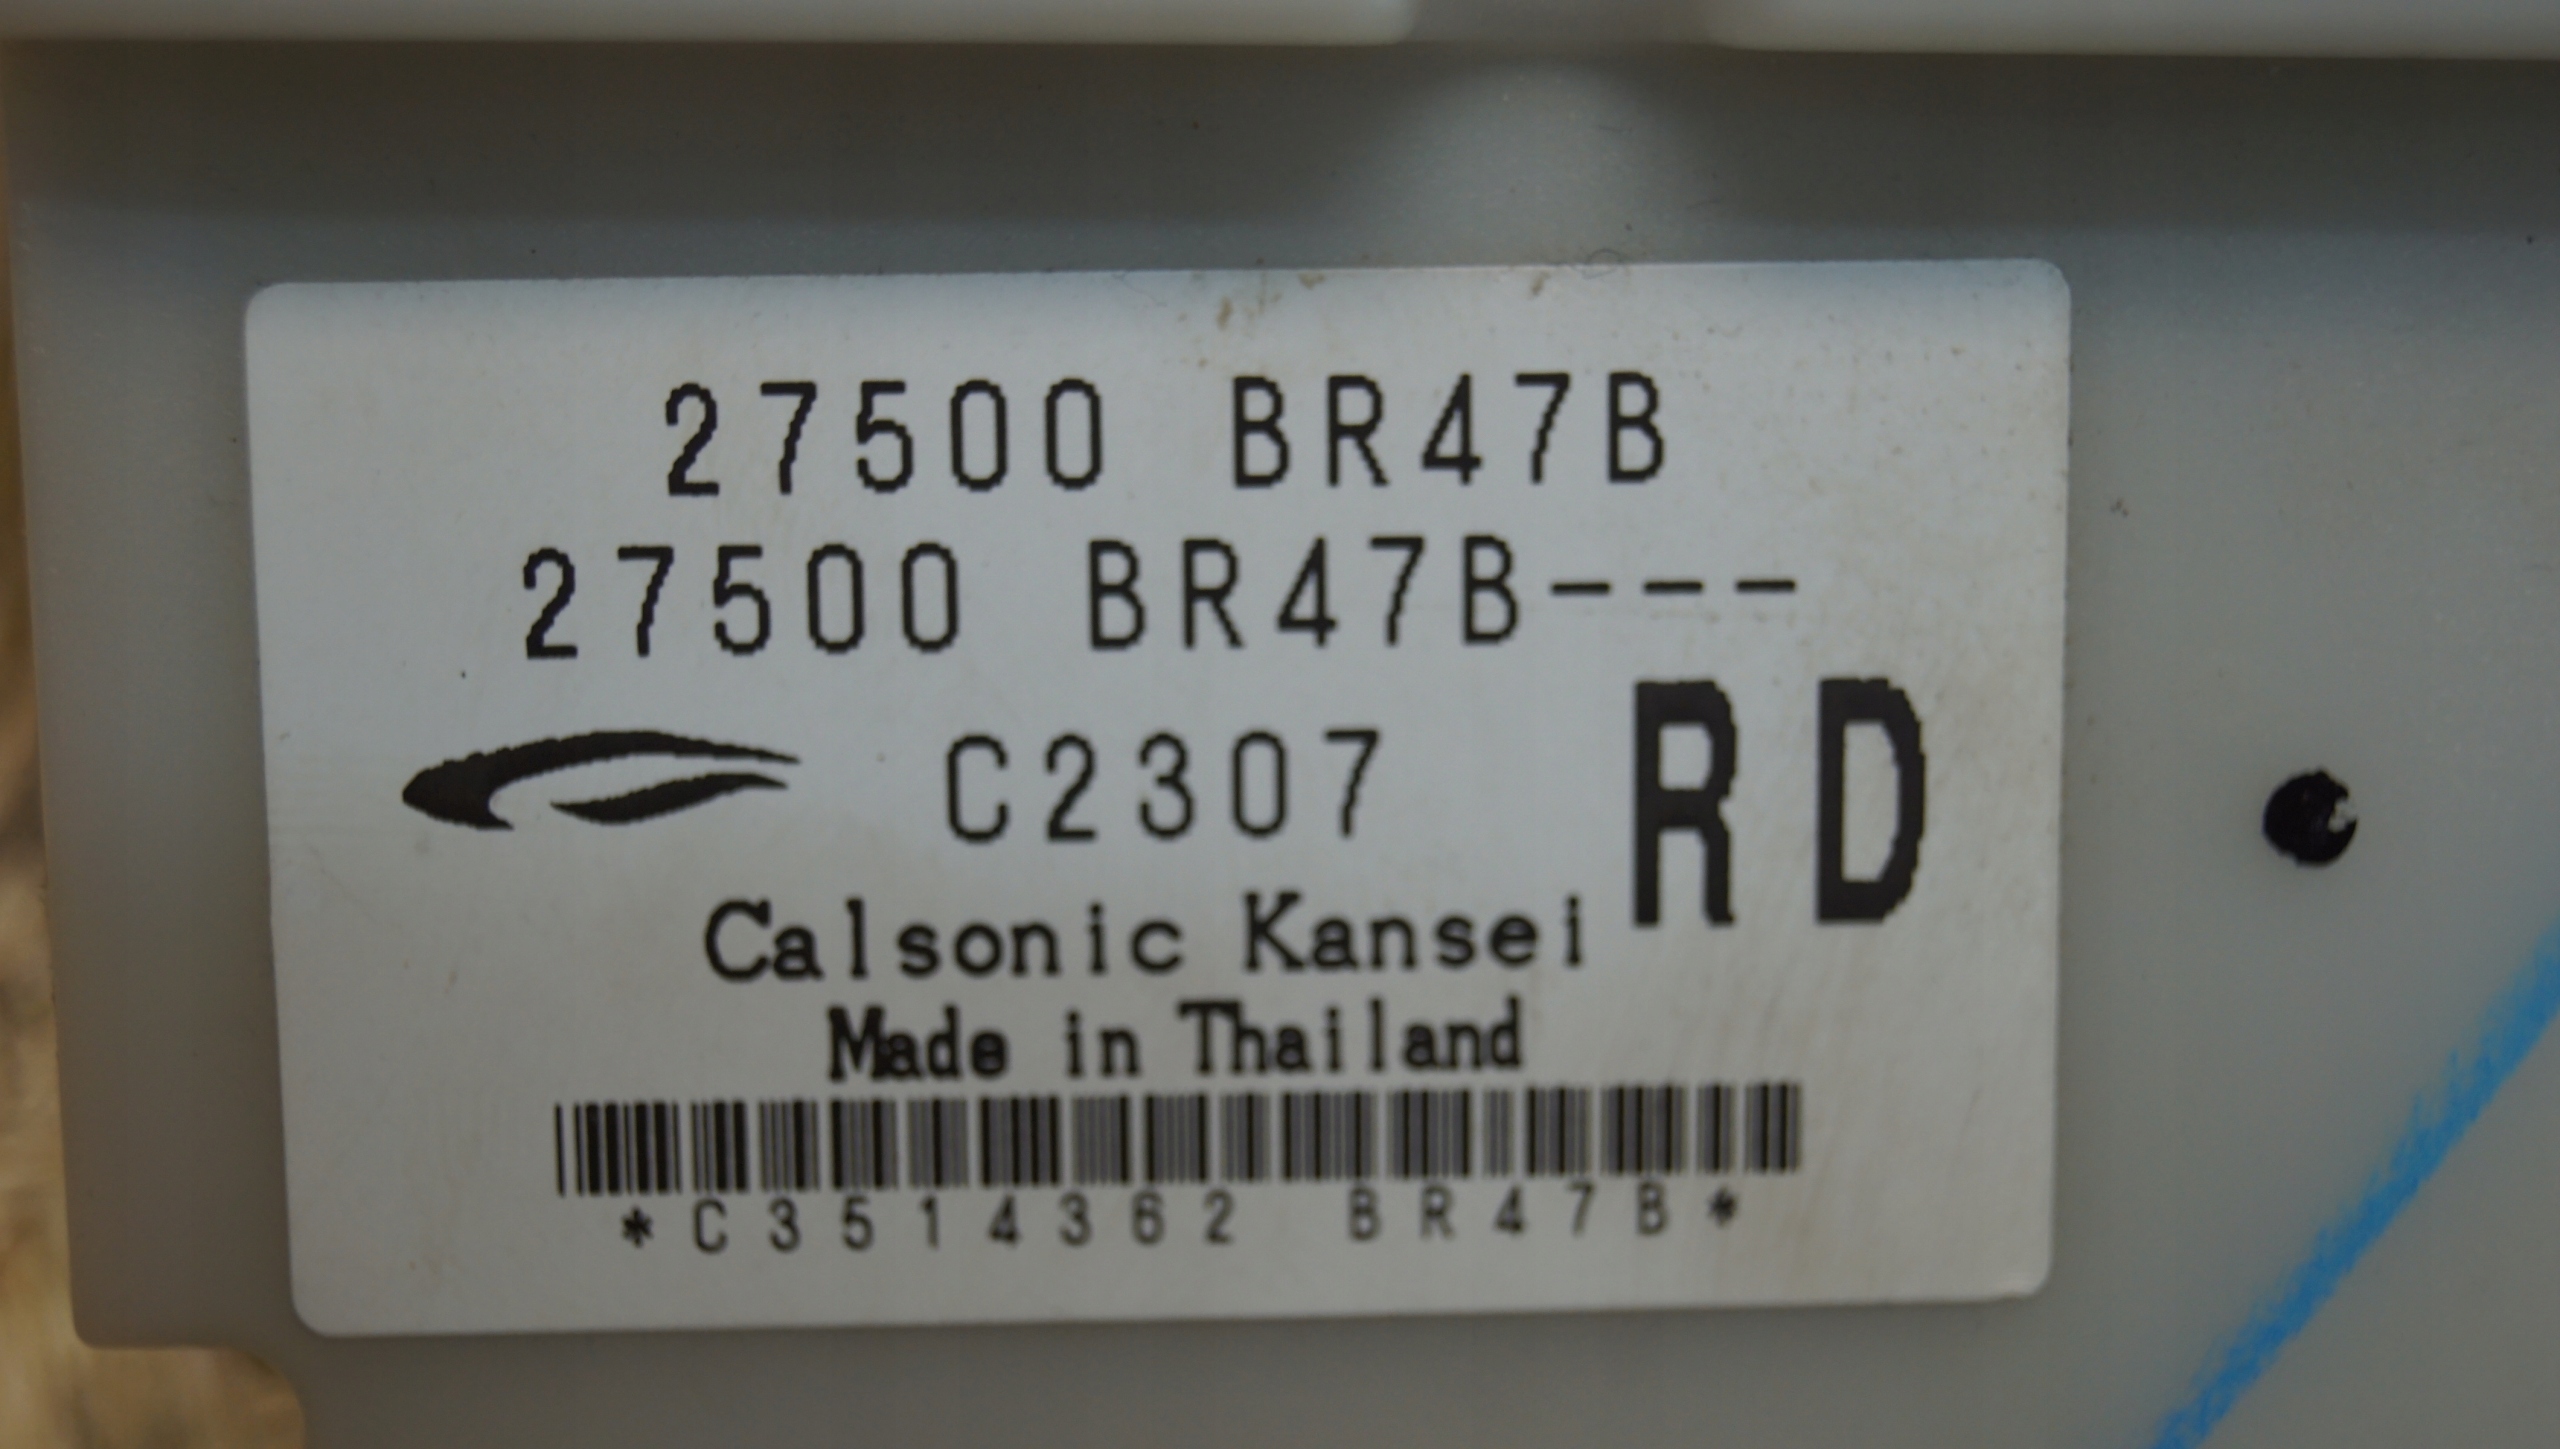 27500 BR47B
27500 BR47B---
C2307 RD
Calsonic Kansei
Made in Thailand
*C3514362 BR47B*